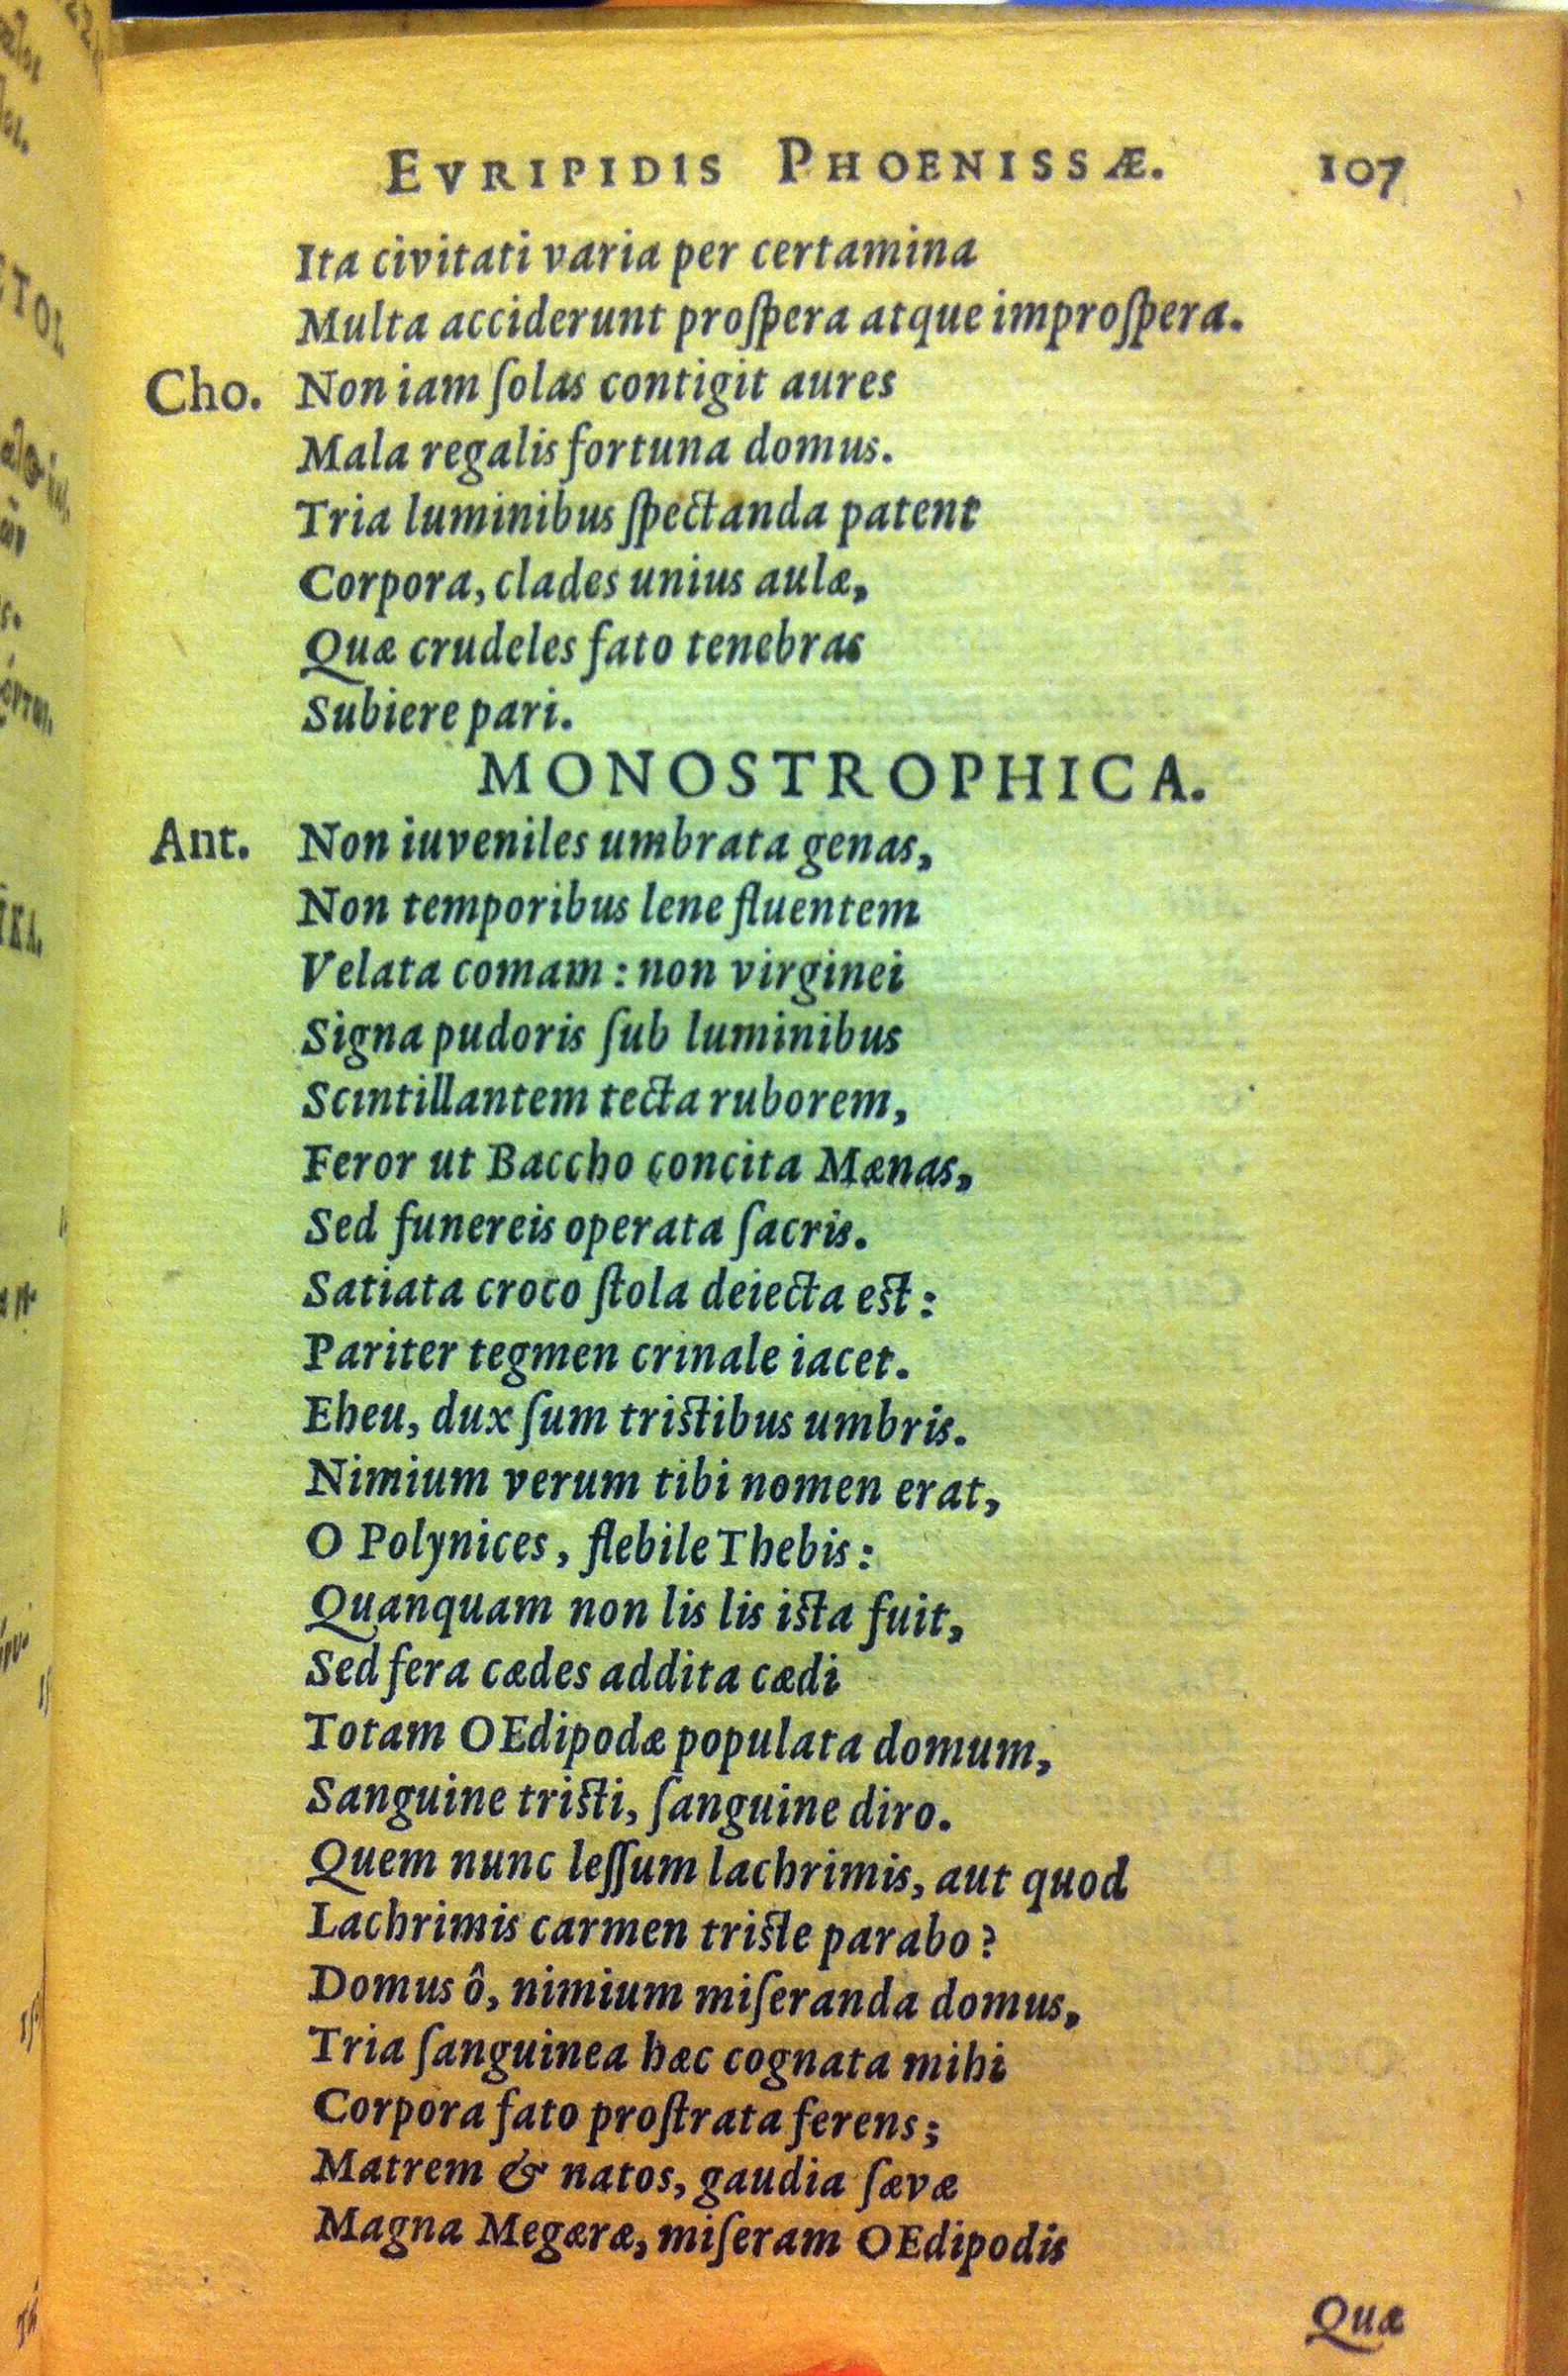 EVRIPIDIS PHOENISSÆ. 107
Ita civitati varia per certamina
Multa acciderunt proſpera atque improſpera.
Cho. Non iam ſolas contigit aures
Mala regalis fortuna domus.
Tria luminibus ſpectanda patent
Corpora, clades unius aulæ,
Quæ crudeles fato tenebras
Subiere pari.
MONOSTROPHICA.
Ant. Non iuveniles umbrata genas,
Non temporibus lene fluentem
Velata comam : non virginei
Signa pudoris ſub luminibus
Scintillantem tecta ruborem,
Feror ut Baccho concita Mænas,
Sed funereis operata ſacris.
Satiata croco ſtola deiecta est :
Pariter tegmen crinale iacet.
Eheu, dux ſum tristibus umbris.
Nimium verum tibi nomen erat,
O Polynices, flebile Thebis :
Quanquam non lis lis ista fuit,
Sed fera cædes addita cædi
Totam OEdipodæ populata domum,
Sanguine tristi, ſanguine diro.
Quem nunc leſſum lachrimis, aut quod
Lachrimis carmen triste parabo?
Domus ô, nimium miſeranda domus,
Tria ſanguinea hæc cognata mihi
Corpora fato proſtrata ferens;
Matrem & natos, gaudia ſævæ
Magna Megæræ, miſeram OEdipodis
Quæ